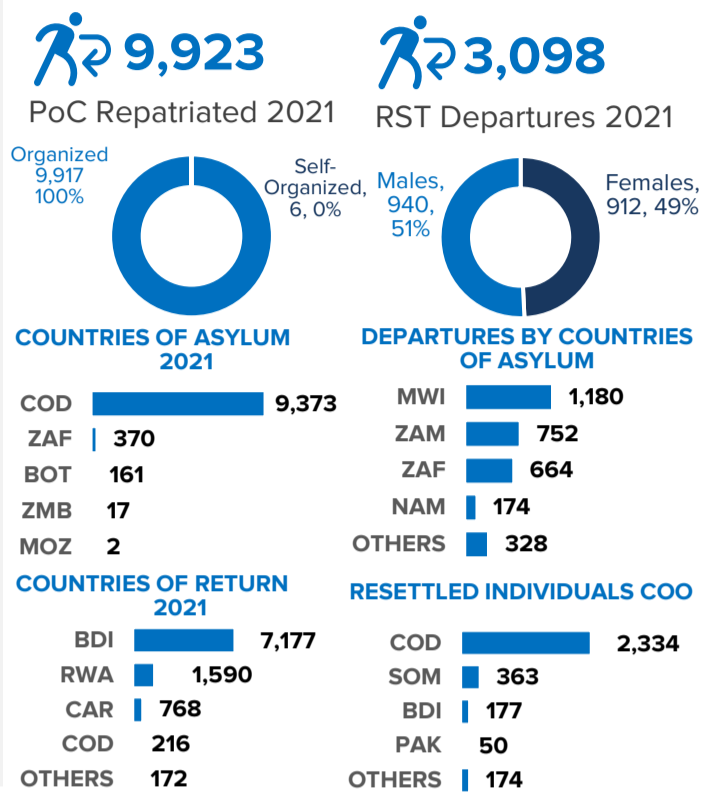 9,923
PoC Repatriated 2021
Organized
9,917
100%
Self-
Organized,
6, 0%
COUNTRIES OF ASYLUM
2021
COD 9,373
ZAF 370
BOT 161
ZMB 17
MOZ 2
COUNTRIES OF RETURN
2021
BDI 7,177
RWA 1,590
CAR 768
COD 216
OTHERS 172
3,098
RST Departures 2021
Males,
940,
51%
Females,
912, 49%
DEPARTURES BY COUNTRIES
OF ASYLUM
MWI 1,180
ZAM 752
ZAF 664
NAM 174
OTHERS 328
RESETTLED INDIVIDUALS COO
COD 2,334
SOM 363
BDI 177
PAK 50
OTHERS 174